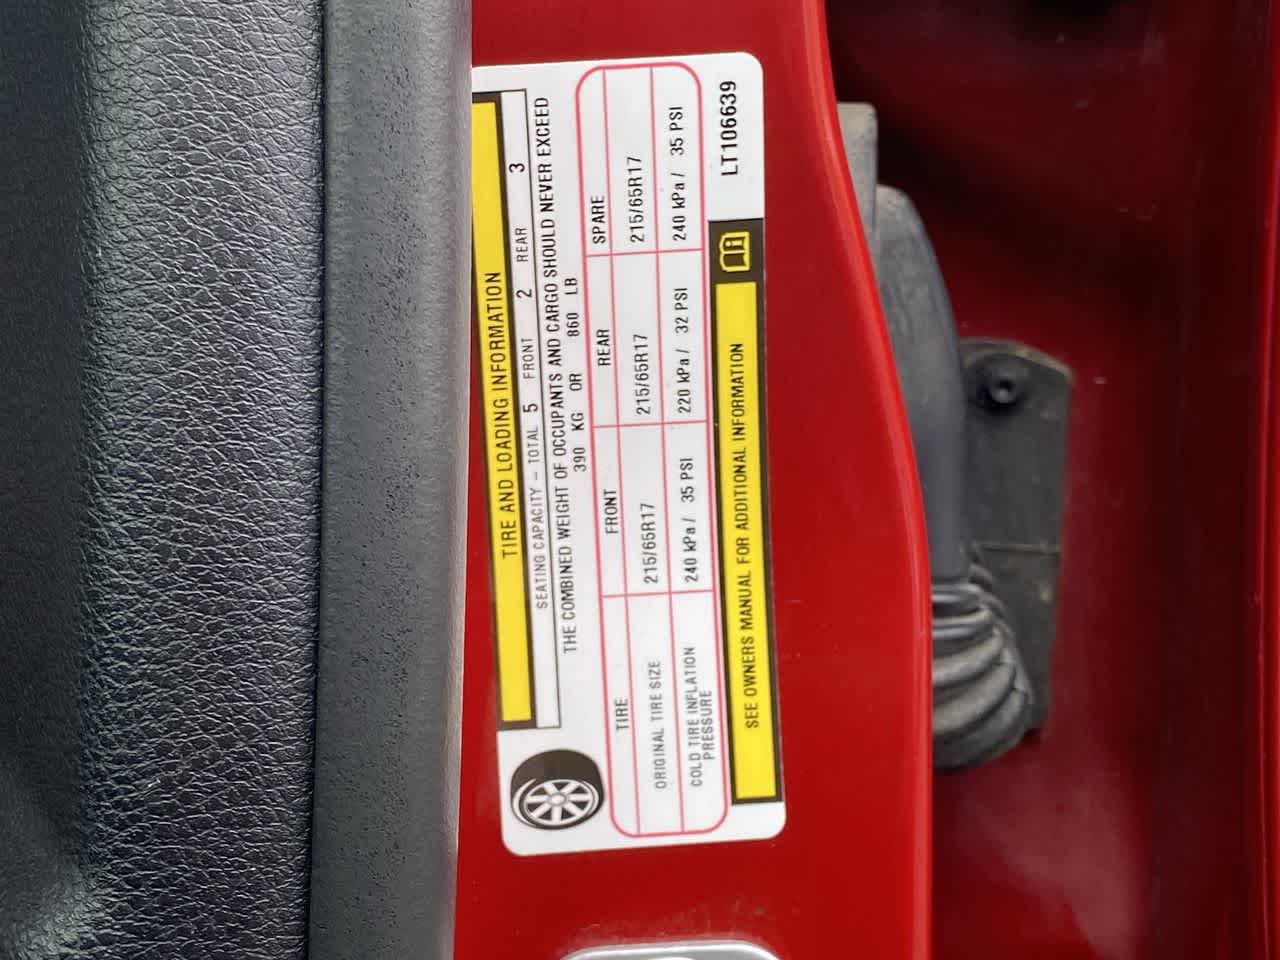 TIRE AND LOADING INFORMATION
SEATING CAPACITY – TOTAL 5 FRONT 2 REAR 3
THE COMBINED WEIGHT OF OCCUPANTS AND CARGO SHOULD NEVER EXCEED
390 KG OR 860 LB
TIRE FRONT REAR SPARE
ORIGINAL TIRE SIZE 215/65R17 215/65R17 215/65R17
COLD TIRE INFLATION
PRESSURE 240 kPa/ 35 PSI 220 kPa/ 32 PSI 240 kPa/ 35 PSI
SEE OWNERS MANUAL FOR ADDITIONAL INFORMATION
LT106639